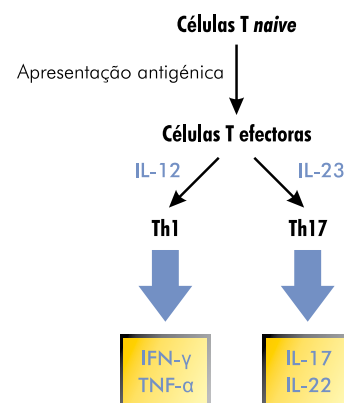 Células T naive
Apresentação antigénica
Células T efectoras
IL-12
IL-23
Th1
Th17
IFN-γ
TNF-α
IL-17
IL-22